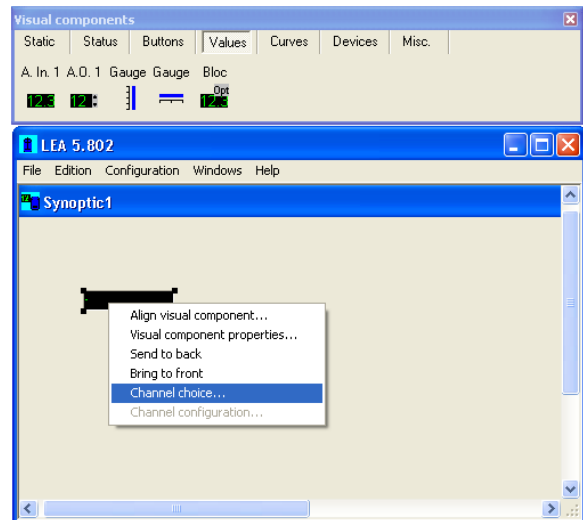 Visual components
Static Status Buttons Values Curves Devices Misc.
A. In. 1 A.O. 1 Gauge Gauge Bloc
12.3 12. Opt 12.3
LEA 5.802
File Edition Configuration Windows Help
Synoptic1
Align visual component...
Visual component properties...
Send to back
Bring to front
Channel choice...
Channel configuration...